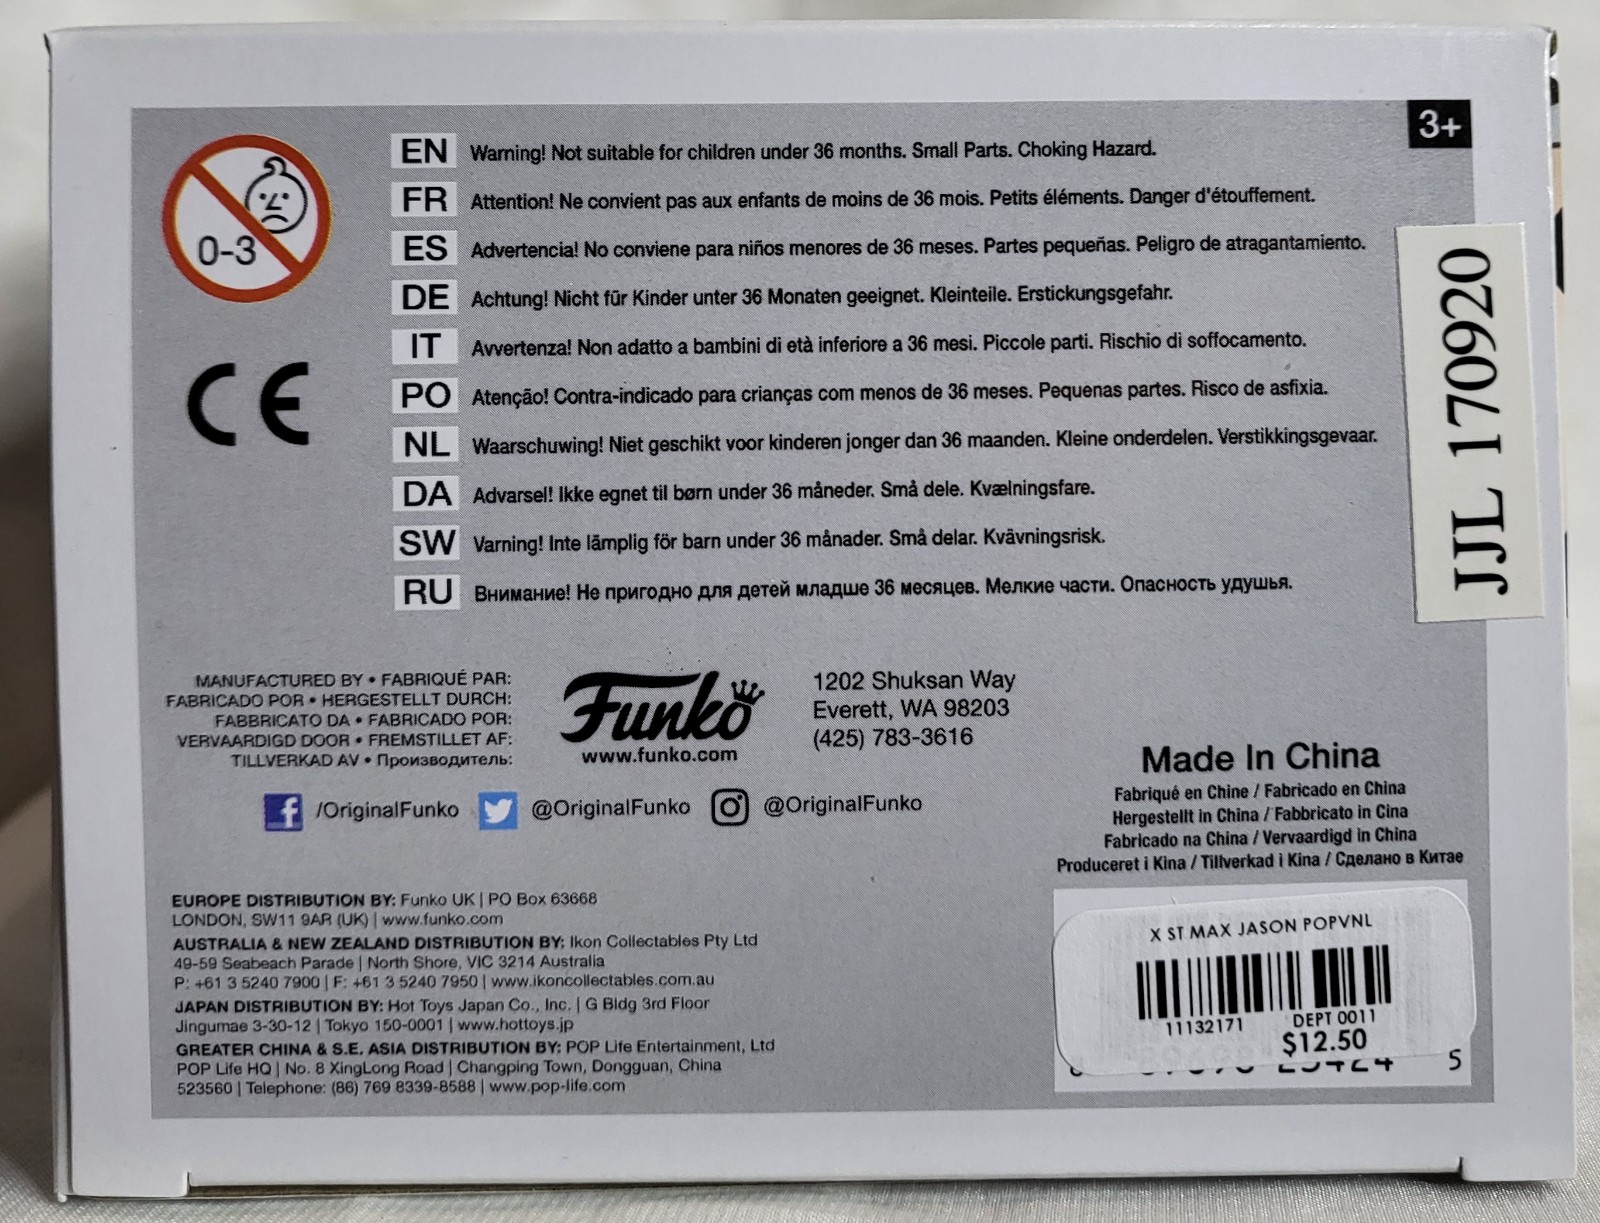 3+
0-3
EN Warning! Not suitable for children under 36 months. Small Parts. Choking Hazard.
FR Attention! Ne convient pas aux enfants de moins de 36 mois. Petits éléments. Danger d'étouffement.
ES Advertencia! No conviene para niños menores de 36 meses. Partes pequeñas. Peligro de atragantamiento.
DE Achtung! Nicht für Kinder unter 36 Monaten geeignet. Kleinteile. Erstickungsgefahr.
IT Avvertenza! Non adatto a bambini di età inferiore a 36 mesi. Piccole parti. Rischio di soffocamento.
PO Atenção! Contra-indicado para crianças com menos de 36 meses. Pequenas partes. Risco de asfixia.
NL Waarschuwing! Niet geschikt voor kinderen jonger dan 36 maanden. Kleine onderdelen. Verstikkingsgevaar.
DA Advarsel! Ikke egnet til børn under 36 måneder. Små dele. Kvælningsfare.
SW Varning! Inte lämplig för barn under 36 månader. Små delar. Kvävningsrisk.
RU Внимание! Не пригодно для детей младше 36 месяцев. Мелкие части. Опасность удушья.
CE
JJL 170920
MANUFACTURED BY • FABRIQUÉ PAR:
FABRICADO POR • HERGESTELLT DURCH:
FABBRICATO DA • FABRICADO POR:
VERVAARDIGD DOOR • FREMSTILLET AF:
TILLVERKAD AV • Производитель:
Funko
www.funko.com
1202 Shuksan Way
Everett, WA 98203
(425) 783-3616
/OriginalFunko @OriginalFunko @OriginalFunko
Made In China
Fabriqué en Chine / Fabricado en China
Hergestellt in China / Fabbricato in Cina
Fabricado na China / Vervaardigd in China
Produceret i Kina / Tillverkad i Kina / Сделано в Китае
EUROPE DISTRIBUTION BY: Funko UK | PO Box 63668
LONDON, SW11 9AR (UK) | www.funko.com
AUSTRALIA & NEW ZEALAND DISTRIBUTION BY: Ikon Collectables Pty Ltd
49-59 Seabeach Parade | North Shore, VIC 3214 Australia
P: +61 3 5240 7900 | F: +61 3 5240 7950 | www.ikoncollectables.com.au
JAPAN DISTRIBUTION BY: Hot Toys Japan Co., Inc. | G Bldg 3rd Floor
Jingumae 3-30-12 | Tokyo 150-0001 | www.hottoys.jp
GREATER CHINA & S.E. ASIA DISTRIBUTION BY: POP Life Entertainment, Ltd
POP Life HQ | No. 8 XingLong Road | Changping Town, Dongguan, China
523560 | Telephone: (86) 769 8339-8588 | www.pop-life.com
X ST MAX JASON POPVNL
11132171 DEPT 0011
$12.50
5